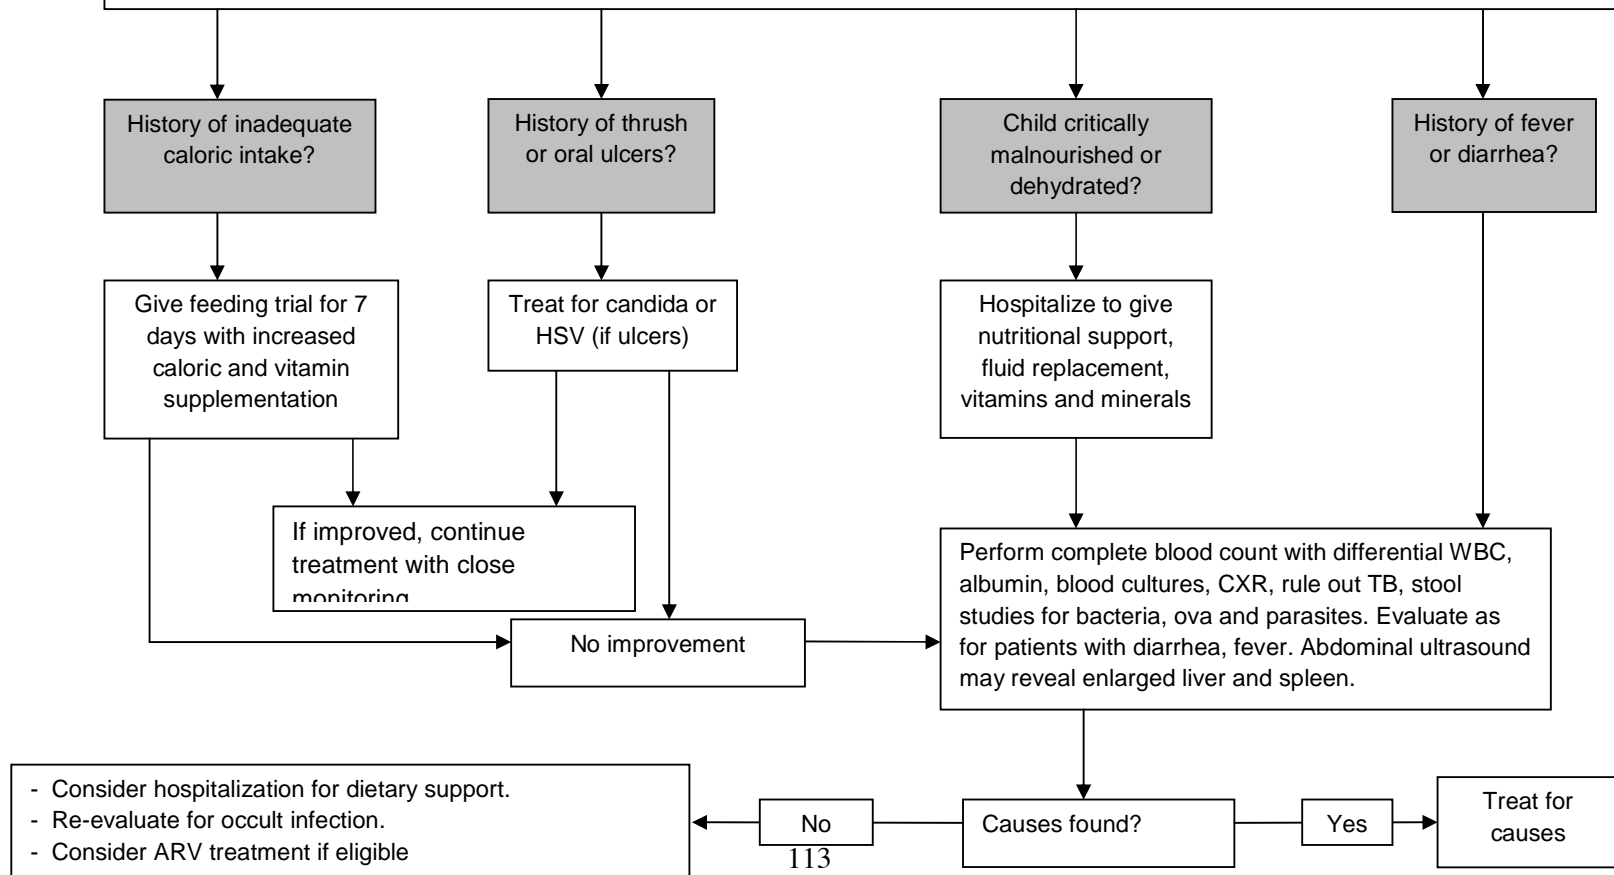 History of inadequate
caloric intake?
History of thrush
or oral ulcers?
Child critically
malnourished or
dehydrated?
History of fever
or diarrhea?
Give feeding trial for 7
days with increased
caloric and vitamin
supplementation
Treat for candida or
HSV (if ulcers)
Hospitalize to give
nutritional support,
fluid replacement,
vitamins and minerals
If improved, continue
treatment with close
monitoring
No improvement
Perform complete blood count with differential WBC,
albumin, blood cultures, CXR, rule out TB, stool
studies for bacteria, ova and parasites. Evaluate as
for patients with diarrhea, fever. Abdominal ultrasound
may reveal enlarged liver and spleen.
- Consider hospitalization for dietary support.
- Re-evaluate for occult infection.
- Consider ARV treatment if eligible
No
Causes found?
Yes
Treat for
causes
113